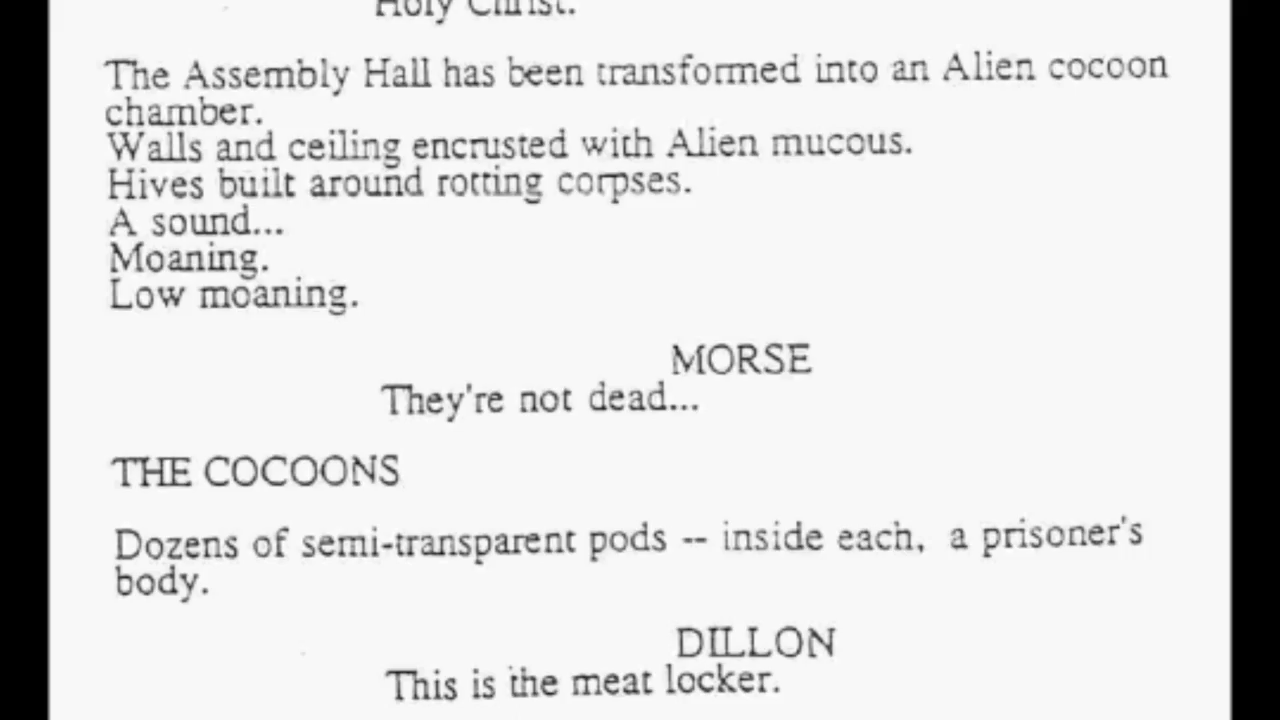 Holy Christ.
The Assembly Hall has been transformed into an Alien cocoon
chamber.
Walls and ceiling encrusted with Alien mucous.
Hives built around rotting corpses.
A sound...
Moaning.
Low moaning.
MORSE
They're not dead...
THE COCOONS
Dozens of semi-transparent pods -- inside each, a prisoner's
body.
DILLON
This is the meat locker.